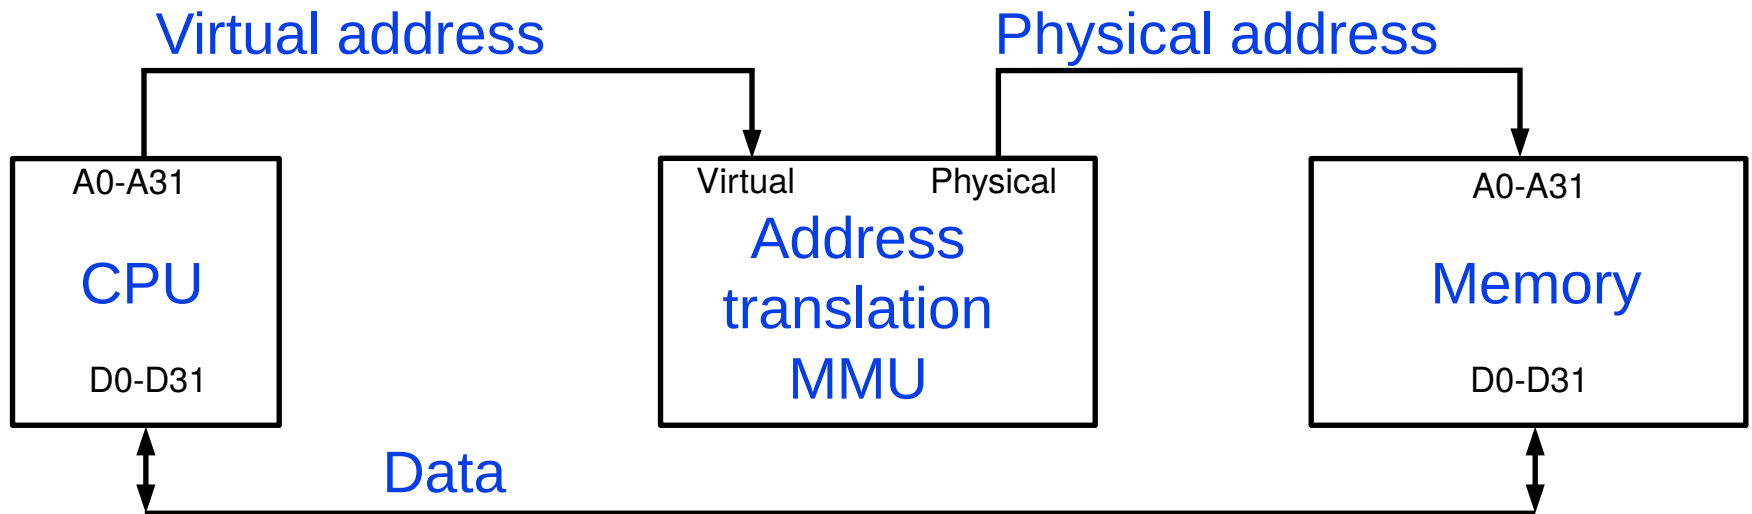 Virtual address
Physical address
A0-A31
Virtual
Physical
A0-A31
CPU
Address
translation
MMU
Memory
D0-D31
D0-D31
Data